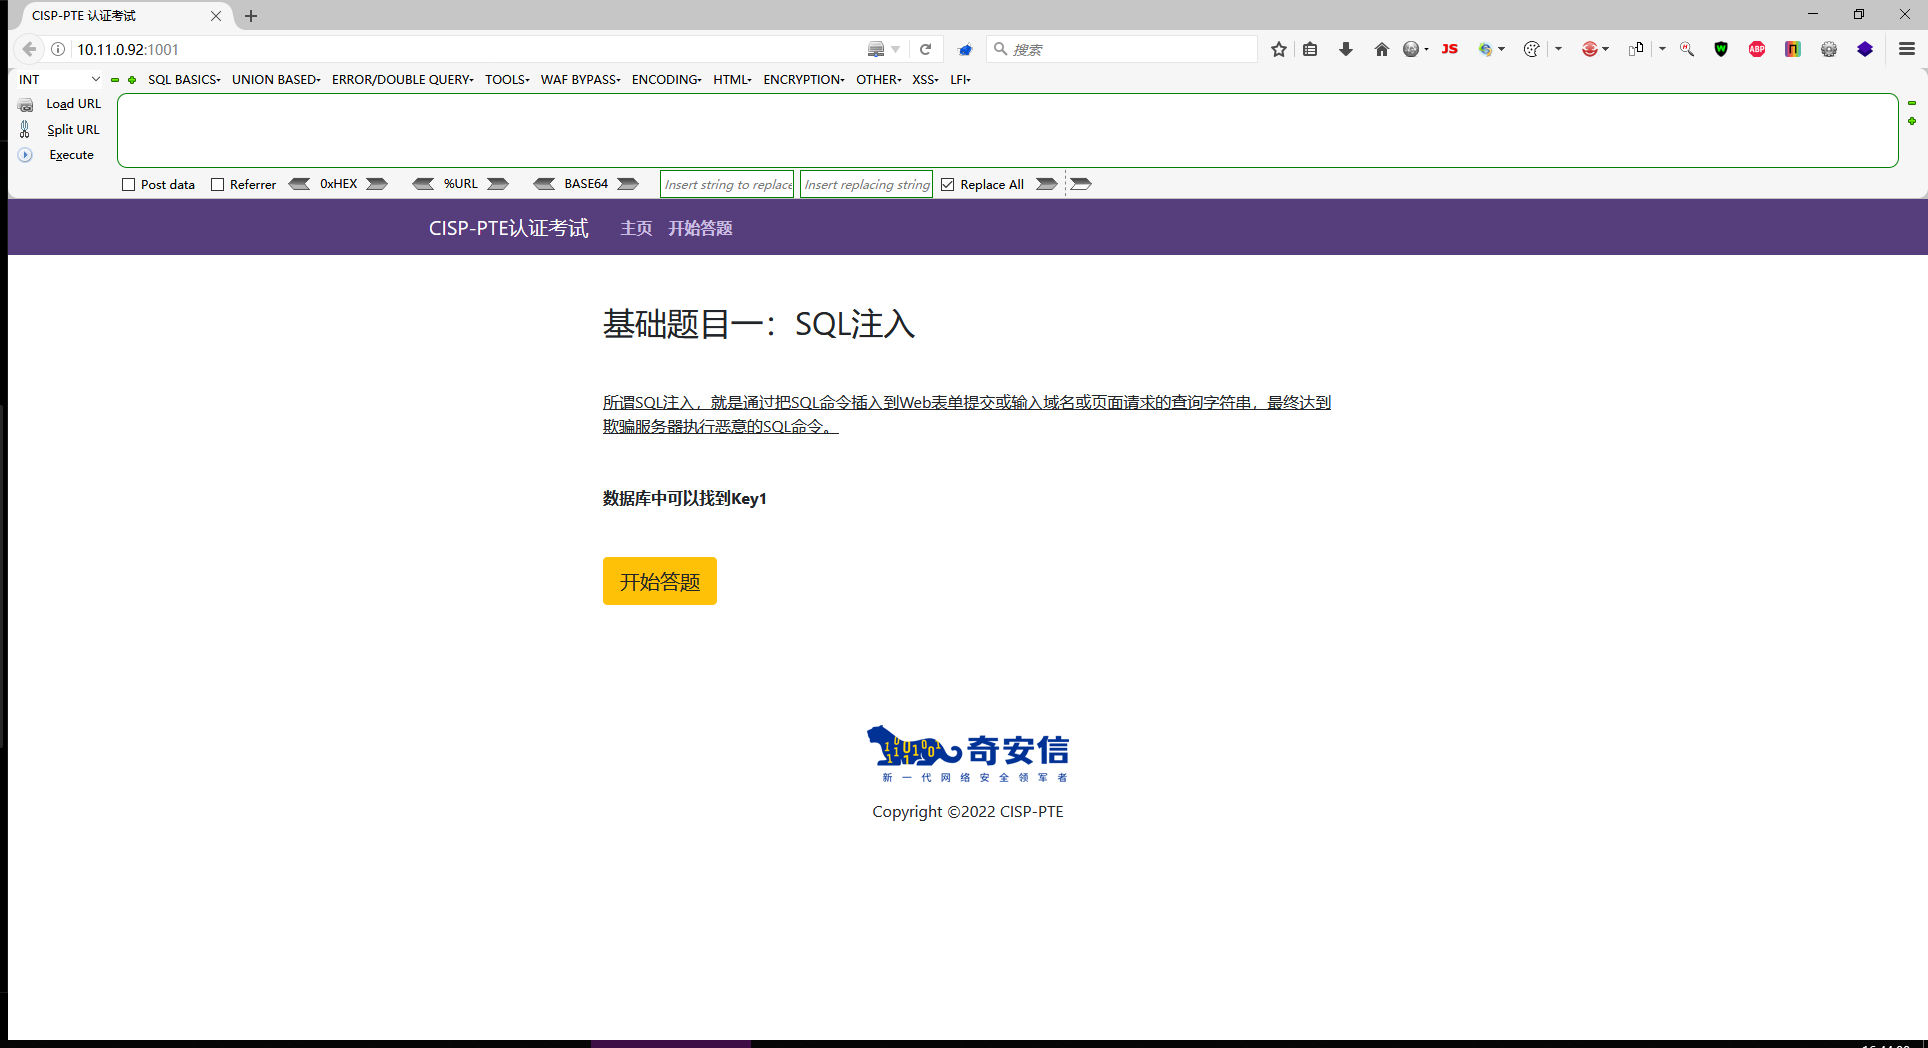 CISP-PTE 认证考试
10.11.0.92:1001
搜索
JS
ABP
INT
SQL BASICS
UNION BASED
ERROR/DOUBLE QUERY
TOOLS
WAF BYPASS
ENCODING
HTML
ENCRYPTION
OTHER
XSS
LFI
Load URL
Split URL
Execute
Post data
Referrer
0xHEX
%URL
BASE64
Insert string to replace
Insert replacing string
Replace All
CISP-PTE认证考试
主页
开始答题
基础题目一：SQL注入
所谓SQL注入，就是通过把SQL命令插入到Web表单提交或输入域名或页面请求的查询字符串，最终达到
欺骗服务器执行恶意的SQL命令。
数据库中可以找到Key1
开始答题
奇安信
新一代网络安全领军者
Copyright ©2022 CISP-PTE